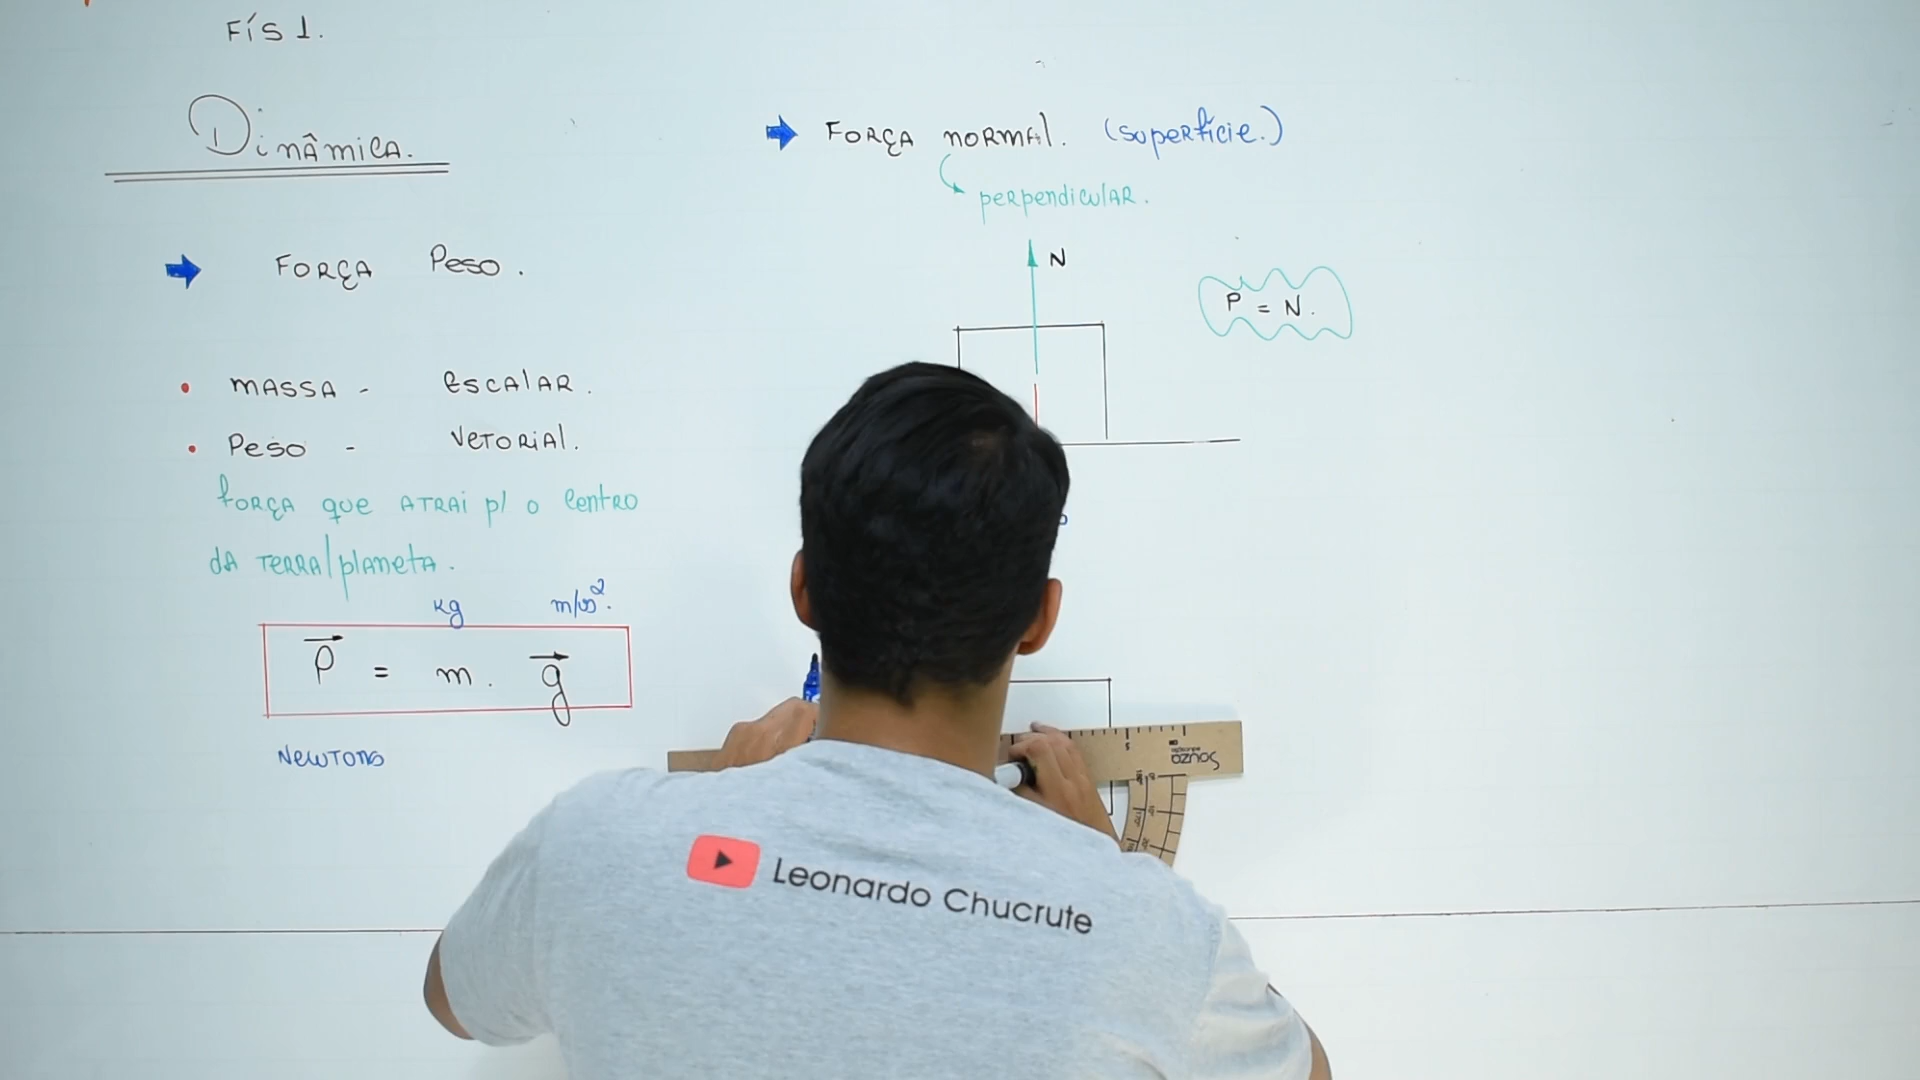 FÍS 1.
Dinâmica.
FORÇA Peso.
• MASSA - escalar.
• Peso - Vetorial.
força que ATRAI p/ o centro
da TERRA/planeta.
kg m/s².
P = m . g
Newtons
FORÇA NORMAL. (superfície.)
perpendicular.
N
P = N.
Souza
Leonardo Chucrute